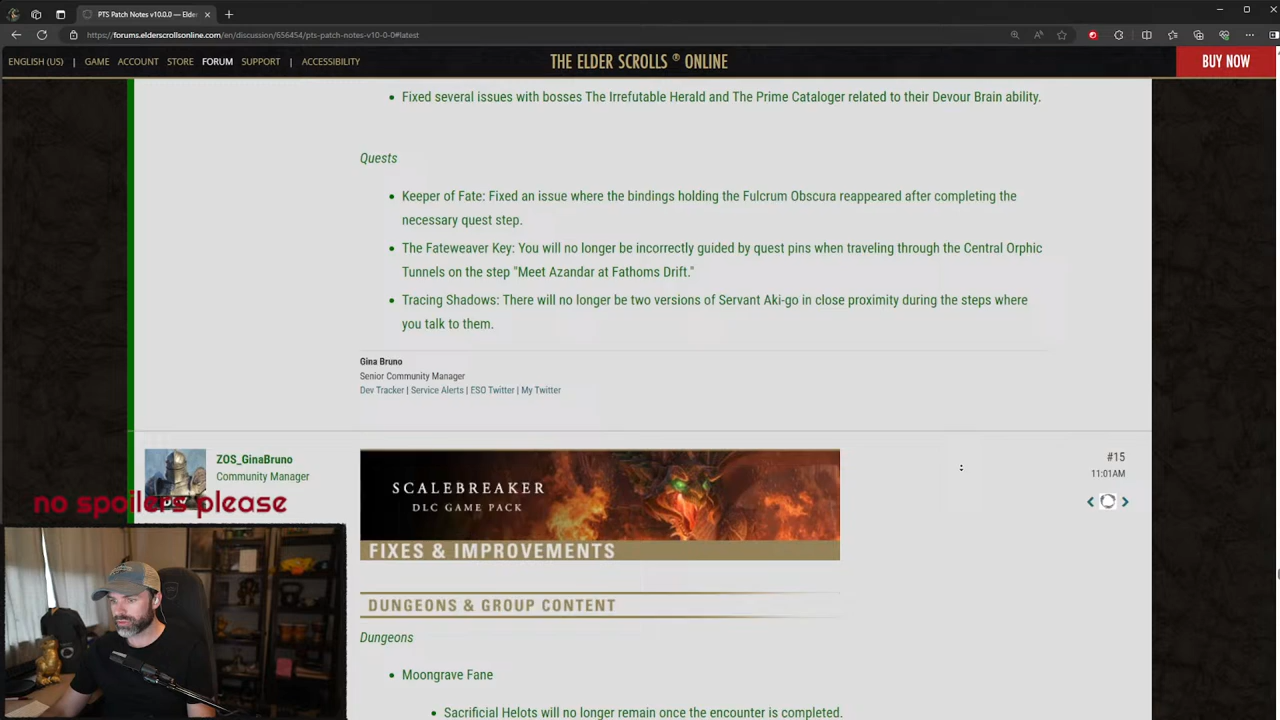 PTS Patch Notes v10.0.0 — Elder
https://forums.elderscrollsonline.com/en/discussion/656454/pts-patch-notes-v10-0-0#latest
ENGLISH (US) | GAME ACCOUNT STORE FORUM SUPPORT | ACCESSIBILITY
THE ELDER SCROLLS ® ONLINE
BUY NOW
• Fixed several issues with bosses The Irrefutable Herald and The Prime Cataloger related to their Devour Brain ability.
Quests
• Keeper of Fate: Fixed an issue where the bindings holding the Fulcrum Obscura reappeared after completing the
necessary quest step.
• The Fateweaver Key: You will no longer be incorrectly guided by quest pins when traveling through the Central Orphic
Tunnels on the step "Meet Azandar at Fathoms Drift."
• Tracing Shadows: There will no longer be two versions of Servant Aki-go in close proximity during the steps where
you talk to them.
Gina Bruno
Senior Community Manager
Dev Tracker | Service Alerts | ESO Twitter | My Twitter
ZOS_GinaBruno
Community Manager
#15
11:01AM
no spoilers please
SCALEBREAKER
DLC GAME PACK
FIXES & IMPROVEMENTS
DUNGEONS & GROUP CONTENT
Dungeons
• Moongrave Fane
• Sacrificial Helots will no longer remain once the encounter is completed.